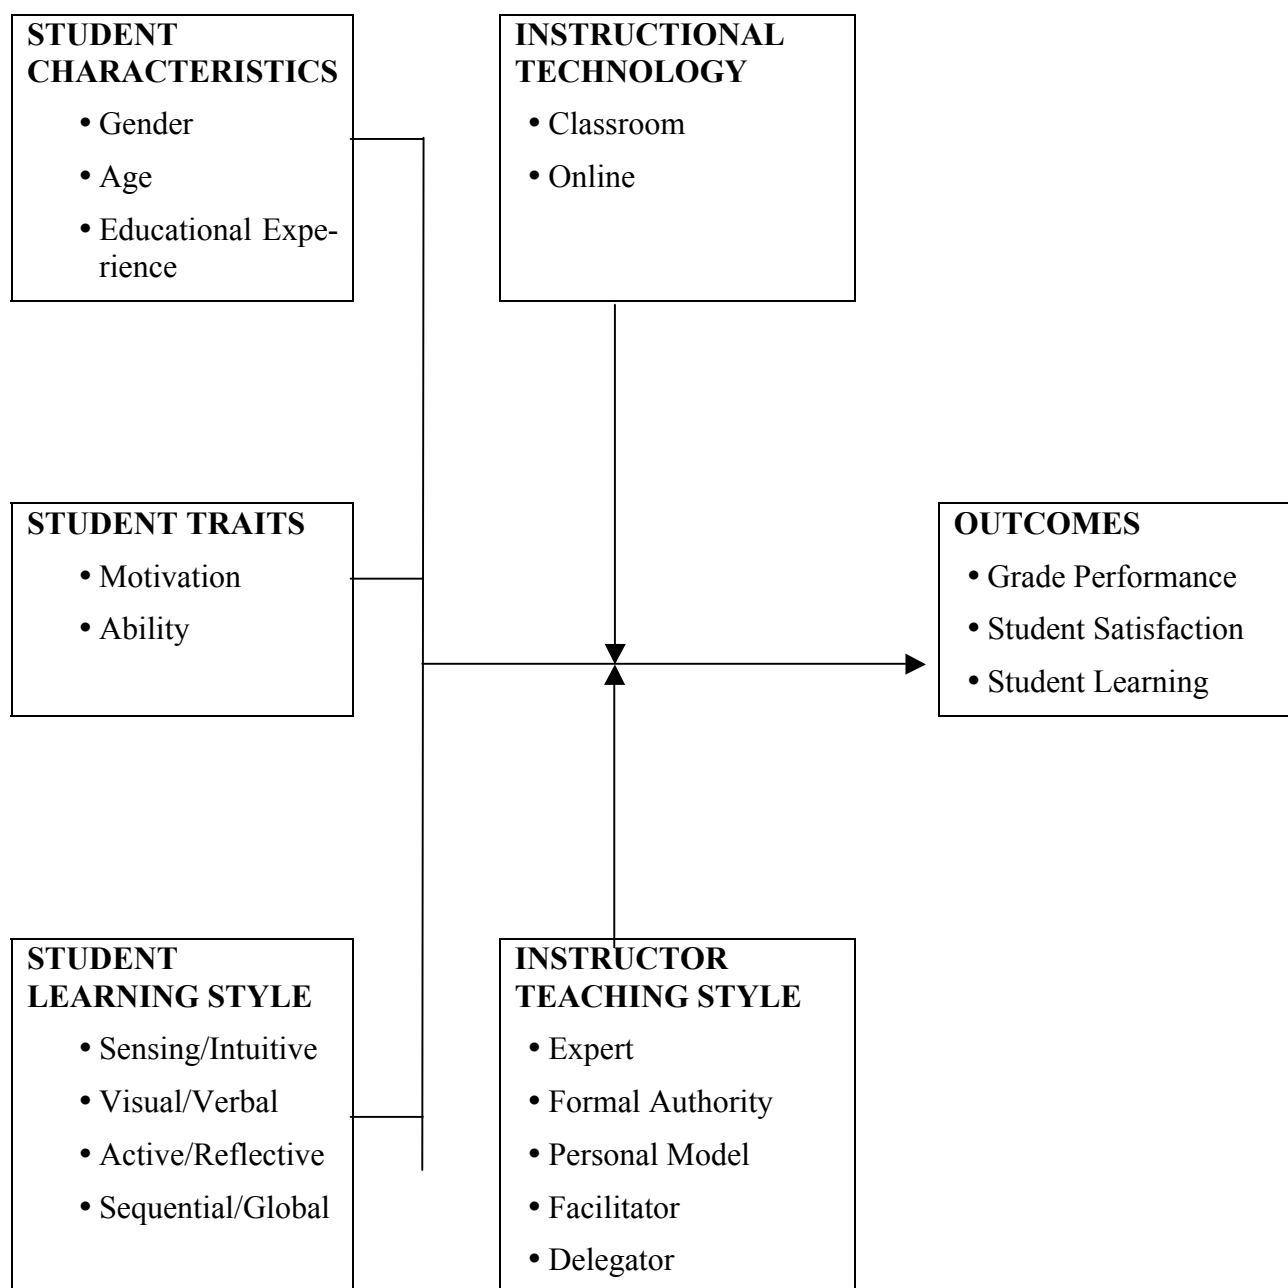 STUDENT
CHARACTERISTICS
• Gender
• Age
• Educational Expe-
rience
INSTRUCTIONAL
TECHNOLOGY
• Classroom
• Online
STUDENT TRAITS
• Motivation
• Ability
OUTCOMES
• Grade Performance
• Student Satisfaction
• Student Learning
STUDENT
LEARNING STYLE
• Sensing/Intuitive
• Visual/Verbal
• Active/Reflective
• Sequential/Global
INSTRUCTOR
TEACHING STYLE
• Expert
• Formal Authority
• Personal Model
• Facilitator
• Delegator